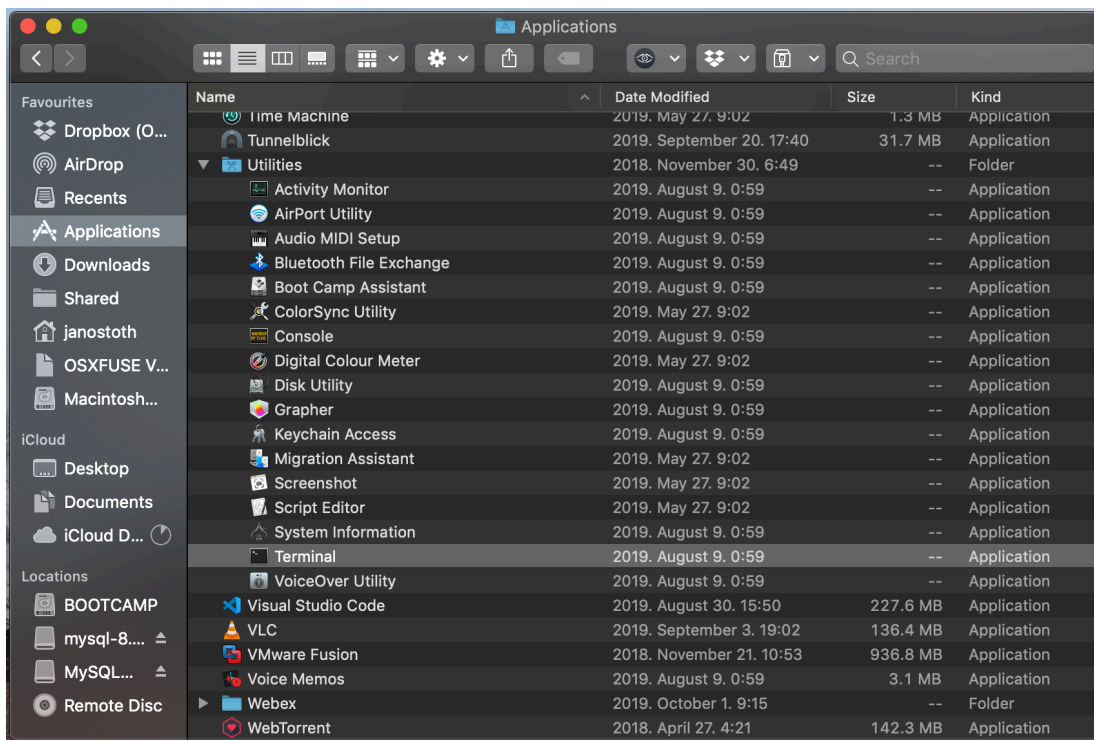 Applications
Search
Favourites
Dropbox (O...
AirDrop
Recents
Applications
Downloads
Shared
janostoth
OSXFUSE V...
Macintosh...
iCloud
Desktop
Documents
iCloud D...
Locations
BOOTCAMP
mysql-8....
MySQL...
Remote Disc
Name Date Modified Size Kind
Time Machine 2019. May 27. 9:02 1.3 MB Application
Tunnelblick 2019. September 20. 17:40 31.7 MB Application
Utilities 2018. November 30. 6:49 -- Folder
Activity Monitor 2019. August 9. 0:59 -- Application
AirPort Utility 2019. August 9. 0:59 -- Application
Audio MIDI Setup 2019. August 9. 0:59 -- Application
Bluetooth File Exchange 2019. August 9. 0:59 -- Application
Boot Camp Assistant 2019. August 9. 0:59 -- Application
ColorSync Utility 2019. May 27. 9:02 -- Application
Console 2019. August 9. 0:59 -- Application
Digital Colour Meter 2019. May 27. 9:02 -- Application
Disk Utility 2019. August 9. 0:59 -- Application
Grapher 2019. August 9. 0:59 -- Application
Keychain Access 2019. August 9. 0:59 -- Application
Migration Assistant 2019. May 27. 9:02 -- Application
Screenshot 2019. May 27. 9:02 -- Application
Script Editor 2019. May 27. 9:02 -- Application
System Information 2019. August 9. 0:59 -- Application
Terminal 2019. August 9. 0:59 -- Application
VoiceOver Utility 2019. August 9. 0:59 -- Application
Visual Studio Code 2019. August 30. 15:50 227.6 MB Application
VLC 2019. September 3. 19:02 136.4 MB Application
VMware Fusion 2018. November 21. 10:53 936.8 MB Application
Voice Memos 2019. August 9. 0:59 3.1 MB Application
Webex 2019. October 1. 9:15 -- Folder
WebTorrent 2018. April 27. 4:21 142.3 MB Application